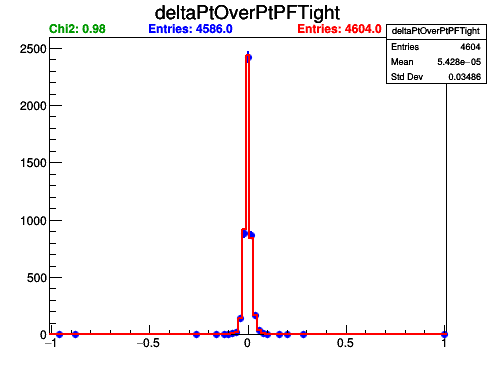 deltaPtOverPtPFTight
Chi2: 0.98 Entries: 4586.0 Entries: 4604.0
deltaPtOverPtPFTight
Entries 4604
Mean 5.428e−05
Std Dev 0.03486
2500
2000
1500
1000
500
0
−1 −0.5 0 0.5 1